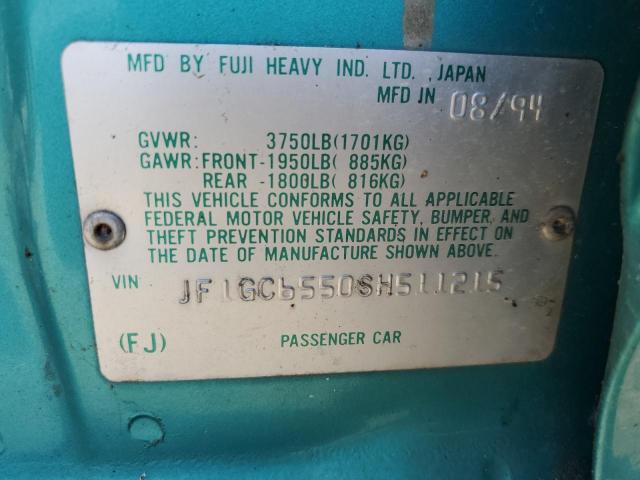 MFD BY FUJI HEAVY IND. LTD. , JAPAN
MFD IN 08/94
GVWR: 3750LB(1701KG)
GAWR: FRONT-1950LB( 885KG)
REAR -1800LB( 816KG)
THIS VEHICLE CONFORMS TO ALL APPLICABLE
FEDERAL MOTOR VEHICLE SAFETY, BUMPER, AND
THEFT PREVENTION STANDARDS IN EFFECT ON
THE DATE OF MANUFACTURE SHOWN ABOVE.
VIN JF1GC6550SH511215
(FJ) PASSENGER CAR